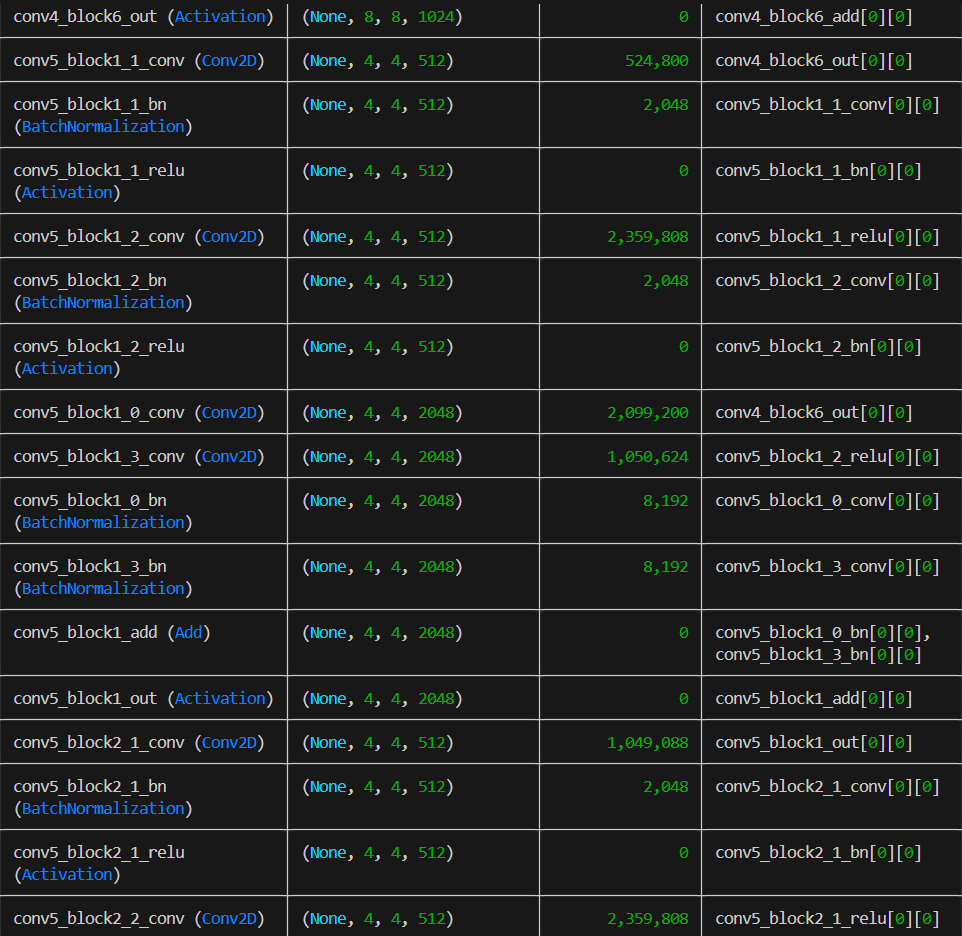 conv4_block6_out (Activation) (None, 8, 8, 1024) 0 conv4_block6_add[0][0]
conv5_block1_1_conv (Conv2D) (None, 4, 4, 512) 524,800 conv4_block6_out[0][0]
conv5_block1_1_bn (None, 4, 4, 512) 2,048 conv5_block1_1_conv[0][0]
(BatchNormalization)
conv5_block1_1_relu (None, 4, 4, 512) 0 conv5_block1_1_bn[0][0]
(Activation)
conv5_block1_2_conv (Conv2D) (None, 4, 4, 512) 2,359,808 conv5_block1_1_relu[0][0]
conv5_block1_2_bn (None, 4, 4, 512) 2,048 conv5_block1_2_conv[0][0]
(BatchNormalization)
conv5_block1_2_relu (None, 4, 4, 512) 0 conv5_block1_2_bn[0][0]
(Activation)
conv5_block1_0_conv (Conv2D) (None, 4, 4, 2048) 2,099,200 conv4_block6_out[0][0]
conv5_block1_3_conv (Conv2D) (None, 4, 4, 2048) 1,050,624 conv5_block1_2_relu[0][0]
conv5_block1_0_bn (None, 4, 4, 2048) 8,192 conv5_block1_0_conv[0][0]
(BatchNormalization)
conv5_block1_3_bn (None, 4, 4, 2048) 8,192 conv5_block1_3_conv[0][0]
(BatchNormalization)
conv5_block1_add (Add) (None, 4, 4, 2048) 0 conv5_block1_0_bn[0][0],
conv5_block1_3_bn[0][0]
conv5_block1_out (Activation) (None, 4, 4, 2048) 0 conv5_block1_add[0][0]
conv5_block2_1_conv (Conv2D) (None, 4, 4, 512) 1,049,088 conv5_block1_out[0][0]
conv5_block2_1_bn (None, 4, 4, 512) 2,048 conv5_block2_1_conv[0][0]
(BatchNormalization)
conv5_block2_1_relu (None, 4, 4, 512) 0 conv5_block2_1_bn[0][0]
(Activation)
conv5_block2_2_conv (Conv2D) (None, 4, 4, 512) 2,359,808 conv5_block2_1_relu[0][0]